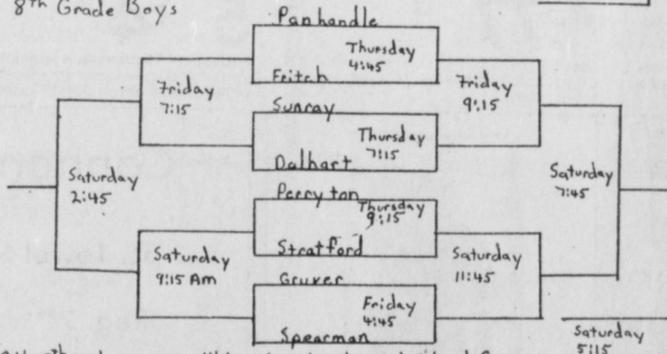 8th Grade Boys
Panhandle
Thursday
4:45
Fritch
Friday
7:15
Friday
9:15
Sunray
Thursday
7:15
Dalhart
Saturday
2:45
Saturday
7:45
Perryton
Thursday
9:15
Stratford
Saturday
9:15 Am
Saturday
11:45
Gruver
Friday
4:45
Spearman
Saturday
5:15